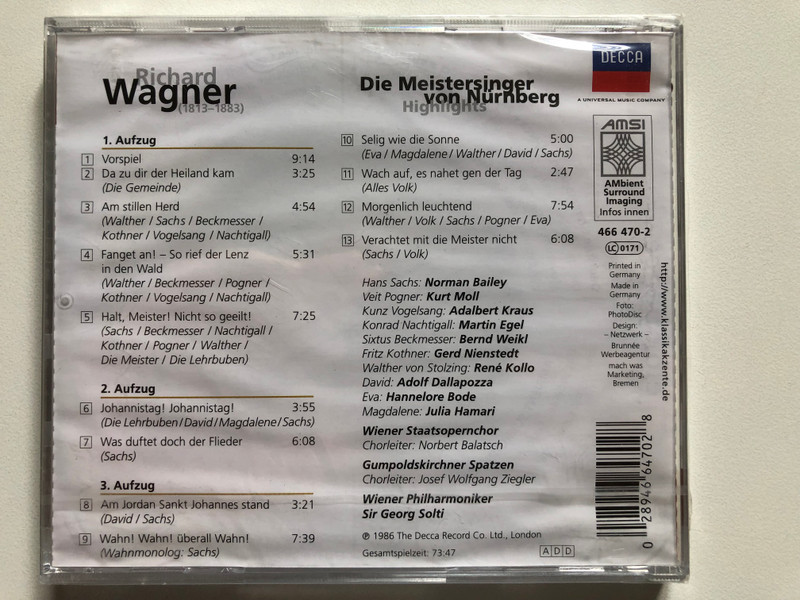 Richard
Wagner
(1813–1883)
Die Meistersinger
von Nürnberg
Highlights
1. Aufzug
1 Vorspiel 9:14
2 Da zu dir der Heiland kam 3:25
(Die Gemeinde)
3 Am stillen Herd 4:54
(Walther / Sachs / Beckmesser /
Kothner / Vogelsang / Nachtigall)
4 Fanget an! – So rief der Lenz 5:31
in den Wald
(Walther / Beckmesser / Pogner /
Kothner / Vogelsang / Nachtigall)
5 Halt, Meister! Nicht so geeilt! 7:25
(Sachs / Beckmesser / Nachtigall /
Kothner / Pogner / Walther /
Die Meister / Die Lehrbuben)
2. Aufzug
6 Johannistag! Johannistag! 3:55
(Die Lehrbuben / David / Magdalene / Sachs)
7 Was duftet doch der Flieder 6:08
(Sachs)
3. Aufzug
8 Am Jordan Sankt Johannes stand 3:21
(David / Sachs)
9 Wahn! Wahn! überall Wahn! 7:39
(Wahnmonolog: Sachs)
10 Selig wie die Sonne 5:00
(Eva / Magdalene / Walther / David / Sachs)
11 Wach auf, es nahet gen der Tag 2:47
(Alles Volk)
12 Morgenlich leuchtend 7:54
(Walther / Volk / Sachs / Pogner / Eva)
13 Verachtet mit die Meister nicht 6:08
(Sachs / Volk)
Hans Sachs: Norman Bailey
Veit Pogner: Kurt Moll
Kunz Vogelsang: Adalbert Kraus
Konrad Nachtigall: Martin Egel
Sixtus Beckmesser: Bernd Weikl
Fritz Kothner: Gerd Nienstedt
Walther von Stolzing: René Kollo
David: Adolf Dallapozza
Eva: Hannelore Bode
Magdalene: Julia Hamari
Wiener Staatsopernchor
Chorleiter: Norbert Balatsch
Gumpoldskirchner Spatzen
Chorleiter: Josef Wolfgang Ziegler
Wiener Philharmoniker
Sir Georg Solti
℗ 1986 The Decca Record Co. Ltd., London
Gesamtspielzeit: 73:47
ADD
DECCA
A UNIVERSAL MUSIC COMPANY
AMSI
AMbient
Surround
Imaging
Infos innen
466 470-2
LC 0171
Printed in
Germany
Made in
Germany
Foto:
PhotoDisc
Design:
– Netzwerk –
Brunnée
Werbeagentur
mach was
Marketing,
Bremen
http://www.klassikakzente.de
0 28946 64702 8